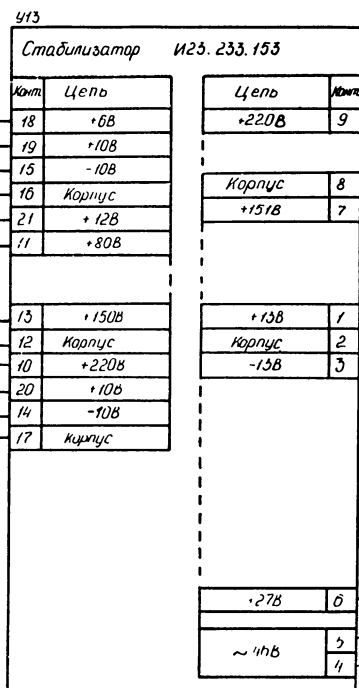 У13
Стабилизатор И23.233.153
Конт. Цепь
18 +6В
19 +10В
15 -10В
16 Корпус
21 +12В
11 +80В
13 +150В
12 Корпус
10 +220В
20 +10В
14 -10В
17 Корпус
Цепь Конт.
+220В 9
Корпус 8
+151В 7
+15В 1
Корпус 2
-15В 3
+27В 6
5
4